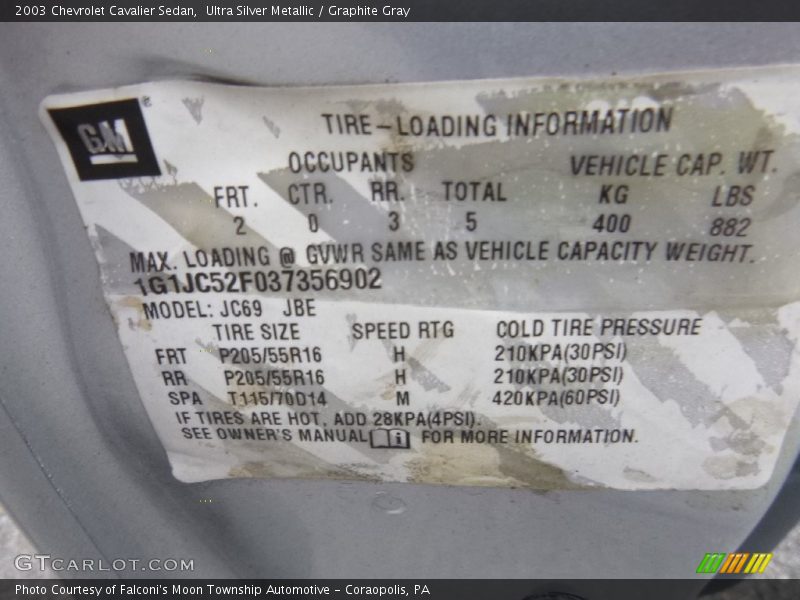 2003 Chevrolet Cavalier Sedan,  Ultra Silver Metallic / Graphite Gray
GM
TIRE-LOADING INFORMATION
OCCUPANTS VEHICLE CAP. WT.
FRT. CTR. RR. TOTAL KG LBS
2 0 3 5 400 882
MAX. LOADING @ GVWR SAME AS VEHICLE CAPACITY WEIGHT.
1G1JC52F037356902
MODEL: JC69 JBE
TIRE SIZE SPEED RTG COLD TIRE PRESSURE
FRT P205/55R16 H 210KPA(30PSI)
RR P205/55R16 H 210KPA(30PSI)
SPA T115/70D14 M 420KPA(60PSI)
IF TIRES ARE HOT, ADD 28KPA(4PSI).
SEE OWNER'S MANUAL i FOR MORE INFORMATION.
GTCARLOT.COM
Photo Courtesy of Falconi's Moon Township Automotive - Coraopolis, PA